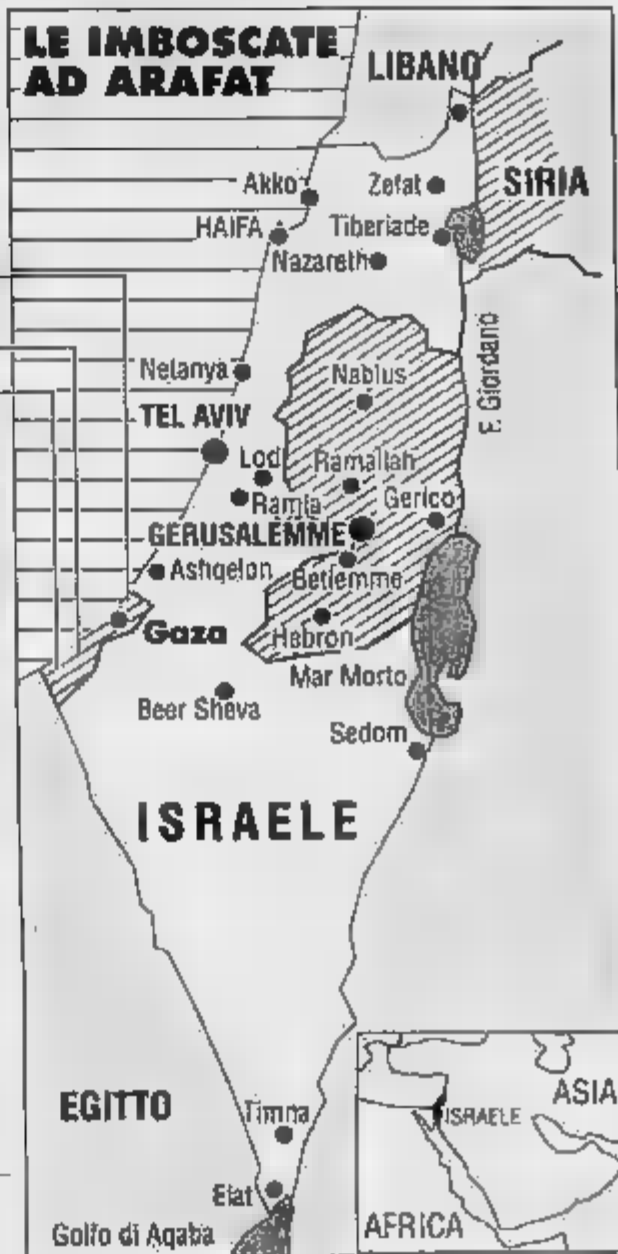 LE IMBOSCATE
AD ARAFAT
LIBANO
SIRIA
Akko
Zefat
HAIFA
Tiberiade
Nazareth
F. Giordano
Netanya
Nablus
TEL AVIV
Lod
Ramallah
Ramla
Gerico
GERUSALEMME
Ashqelon
Betlemme
Gaza
Hebron
Mar Morto
Beer Sheva
Sedom
ISRAELE
EGITTO
Timna
Elat
Golfo di Aqaba
ASIA
ISRAELE
AFRICA